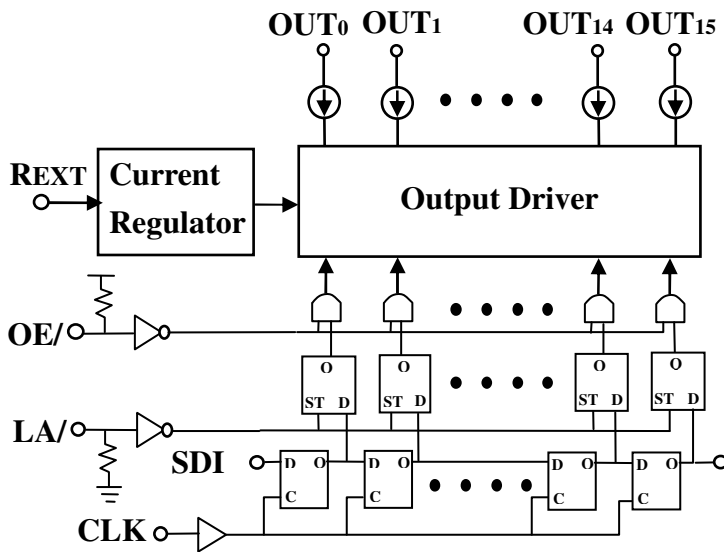 OUT0 OUT1 OUT14 OUT15
REXT
Current
Regulator
Output Driver
OE/
O O O O
ST D ST D ST D ST D
LA/
SDI
D O D O D O D O
C C C C
CLK